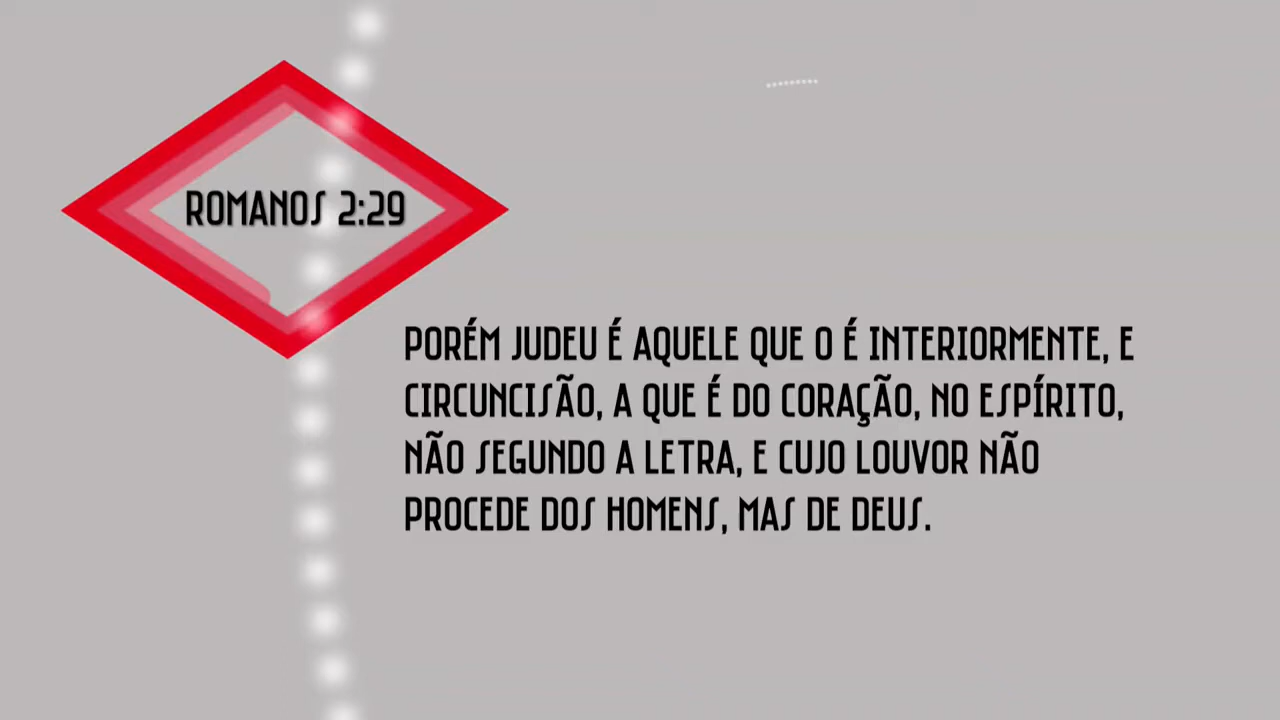 ROMANOS 2:29
PORÉM JUDEU É AQUELE QUE O É INTERIORMENTE, E
CIRCUNCISÃO, A QUE É DO CORAÇÃO, NO ESPÍRITO,
NÃO SEGUNDO A LETRA, E CUJO LOUVOR NÃO
PROCEDE DOS HOMENS, MAS DE DEUS.